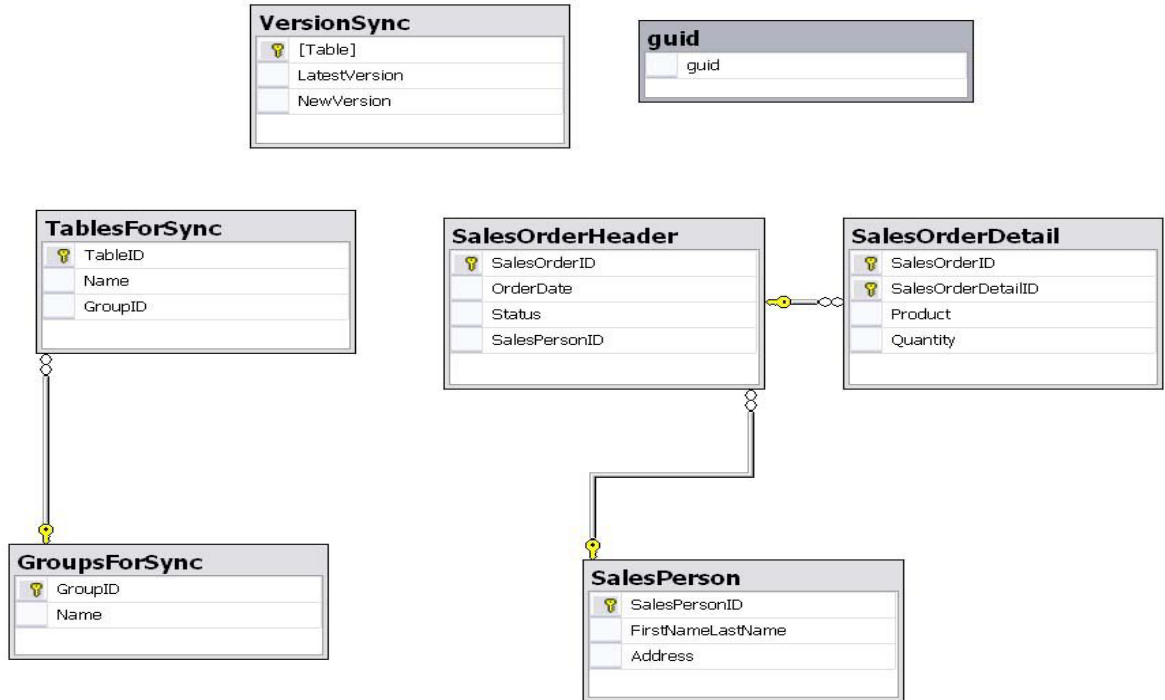 VersionSync
[Table]
LatestVersion
NewVersion
guid
guid
TablesForSync
TableID
Name
GroupID
SalesOrderHeader
SalesOrderID
OrderDate
Status
SalesPersonID
SalesOrderDetail
SalesOrderID
SalesOrderDetailID
Product
Quantity
GroupsForSync
GroupID
Name
SalesPerson
SalesPersonID
FirstNameLastName
Address